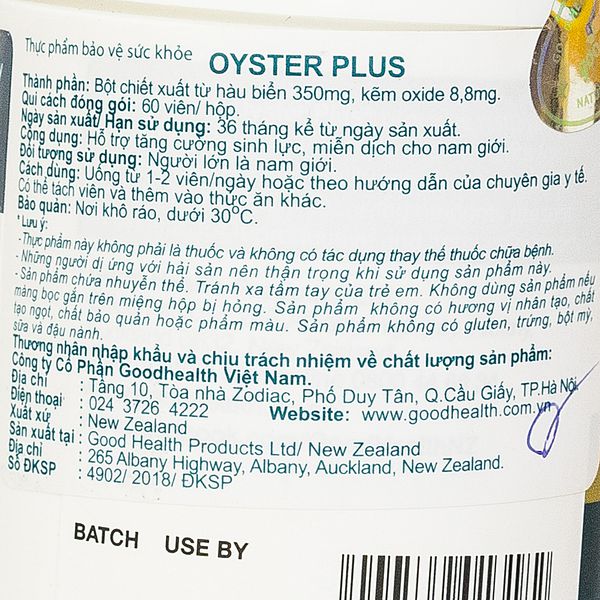 Thực phẩm bảo vệ sức khỏe
OYSTER PLUS
Thành phần: Bột chiết xuất từ hàu biển 350mg, kẽm oxide 8,8mg.
Qui cách đóng gói: 60 viên/ hộp.
Ngày sản xuất/ Hạn sử dụng: 36 tháng kể từ ngày sản xuất.
Công dụng: Hỗ trợ tăng cường sinh lực, miễn dịch cho nam giới.
Đối tượng sử dụng: Người lớn là nam giới.
Cách dùng: Uống từ 1-2 viên/ngày hoặc theo hướng dẫn của chuyên gia y tế.
Có thể tách viên và thêm vào thức ăn khác.
Bảo quản: Nơi khô ráo, dưới 30°C.
* Lưu ý:
-Thực phẩm này không phải là thuốc và không có tác dụng thay thế thuốc chữa bệnh.
- Những người dị ứng với hải sản nên thận trọng khi sử dụng sản phẩm này.
- Sản phẩm chứa nhuyễn thể. Tránh xa tầm tay của trẻ em. Không dùng sản phẩm nếu
màng bọc gắn trên miệng hộp bị hỏng. Sản phẩm không có hương vị nhân tạo, chất
tạo ngọt, chất bảo quản hoặc phẩm màu. Sản phẩm không có gluten, trứng, bột mỳ,
sữa và đậu nành.
Thương nhân nhập khẩu và chịu trách nhiệm về chất lượng sản phẩm:
Công ty Cổ Phần Goodhealth Việt Nam.
Địa chỉ : Tầng 10, Tòa nhà Zodiac, Phố Duy Tân, Q.Cầu Giấy, TP.Hà Nội
Điện thoại : 024 3726 4222 Website: www.goodhealth.com.vn
Xuất xứ : New Zealand
Sản xuất tại : Good Health Products Ltd/ New Zealand
Địa chỉ : 265 Albany Highway, Albany, Auckland, New Zealand.
Số ĐKSP : 4902/ 2018/ ĐKSP
BATCH USE BY